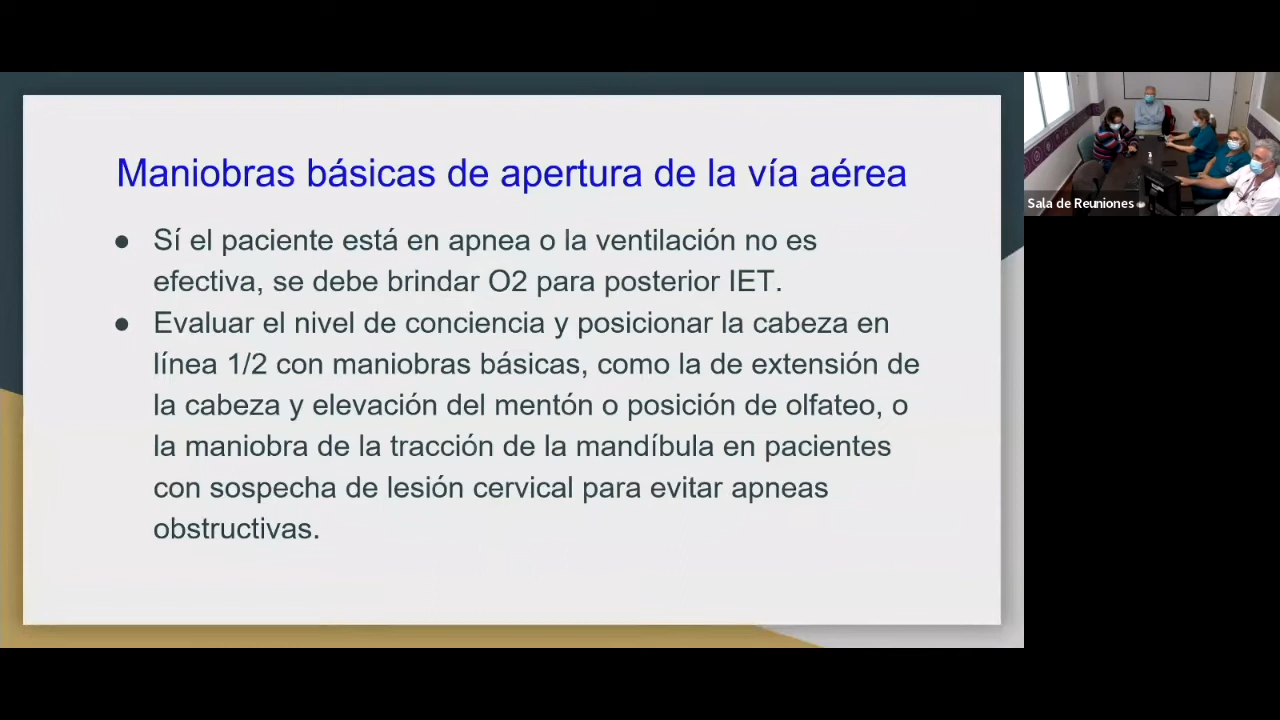 Maniobras básicas de apertura de la vía aérea
● Sí el paciente está en apnea o la ventilación no es
efectiva, se debe brindar O2 para posterior IET.
● Evaluar el nivel de conciencia y posicionar la cabeza en
línea 1/2 con maniobras básicas, como la de extensión de
la cabeza y elevación del mentón o posición de olfateo, o
la maniobra de la tracción de la mandíbula en pacientes
con sospecha de lesión cervical para evitar apneas
obstructivas.
Sala de Reuniones